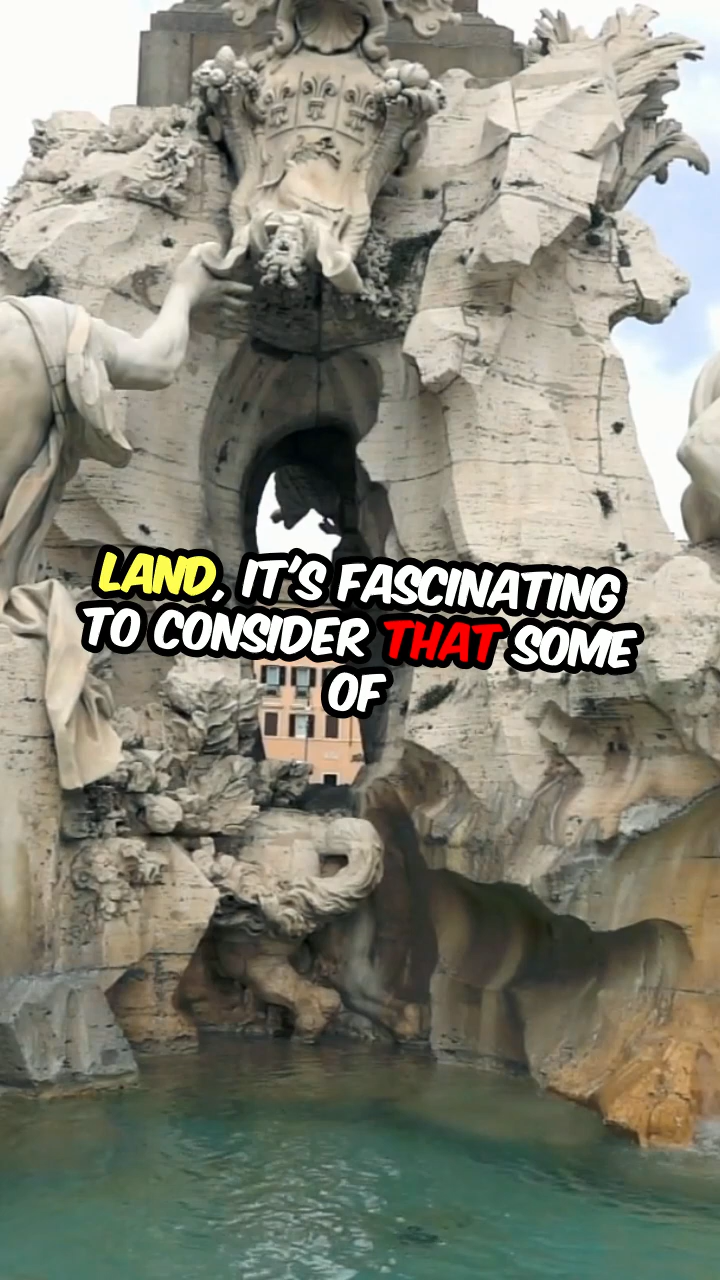 LAND, IT'S FASCINATING
TO CONSIDER THAT SOME
OF